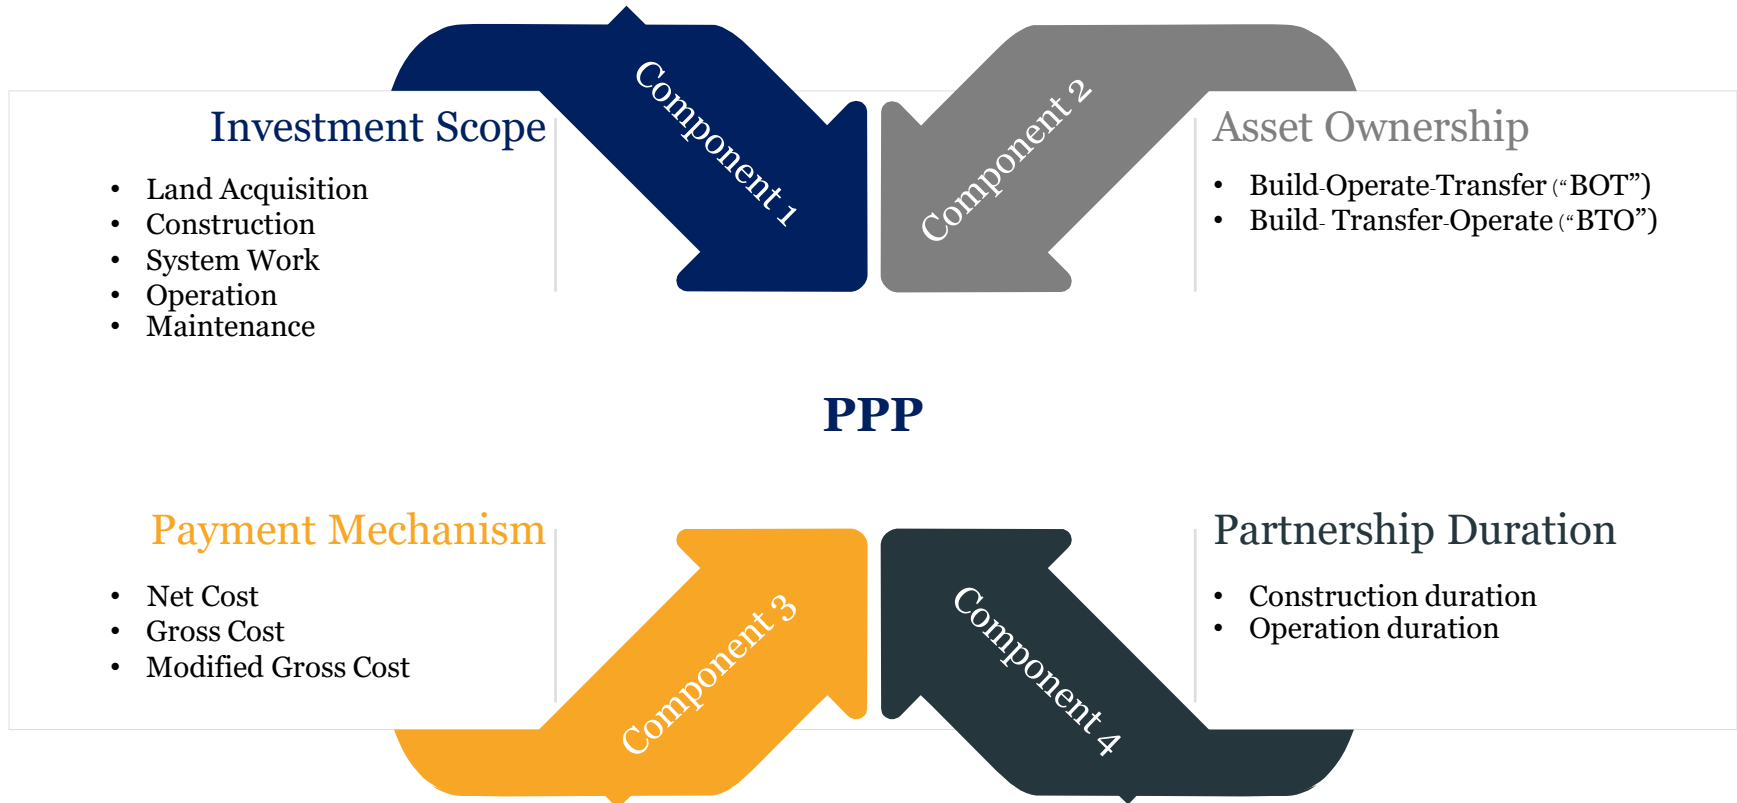 Component 1
Component 2
Investment Scope
• Land Acquisition
• Construction
• System Work
• Operation
• Maintenance
Asset Ownership
• Build-Operate-Transfer (“BOT”)
• Build- Transfer-Operate (“BTO”)
PPP
Payment Mechanism
• Net Cost
• Gross Cost
• Modified Gross Cost
Component 3
Component 4
Partnership Duration
• Construction duration
• Operation duration